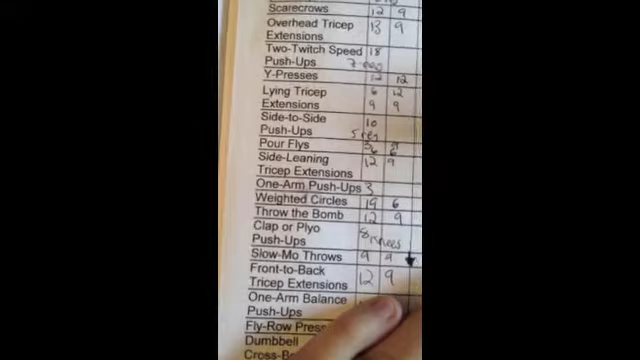 Scarecrows 12 9
Overhead Tricep 13 9
Extensions
Two-Twitch Speed 18
Push-Ups 7
Y-Presses 12 12
Lying Tricep 6 12
Extensions 9 9
Side-to-Side 10
Push-Ups 5
Pour Flys
Side-Leaning 12 9
Tricep Extensions
One-Arm Push-Ups 3
Weighted Circles 19 6
Throw the Bomb 12 9
Clap or Plyo
Push-Ups 8
Slow-Mo Throws 9 9
Front-to-Back 12 9
Tricep Extensions
One-Arm Balance
Push-Ups
Fly-Row Press
Dumbbell